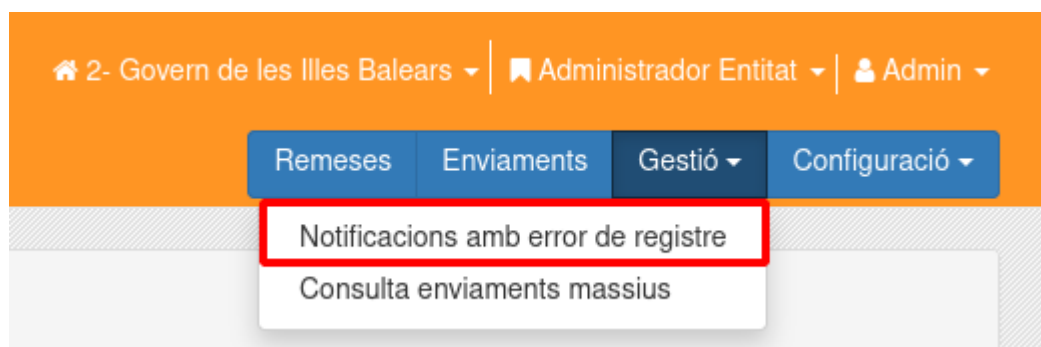 2- Govern de les Illes Balears Administrador Entitat Admin
Remeses Enviaments Gestió Configuració
Notificacions amb error de registre
Consulta enviaments massius